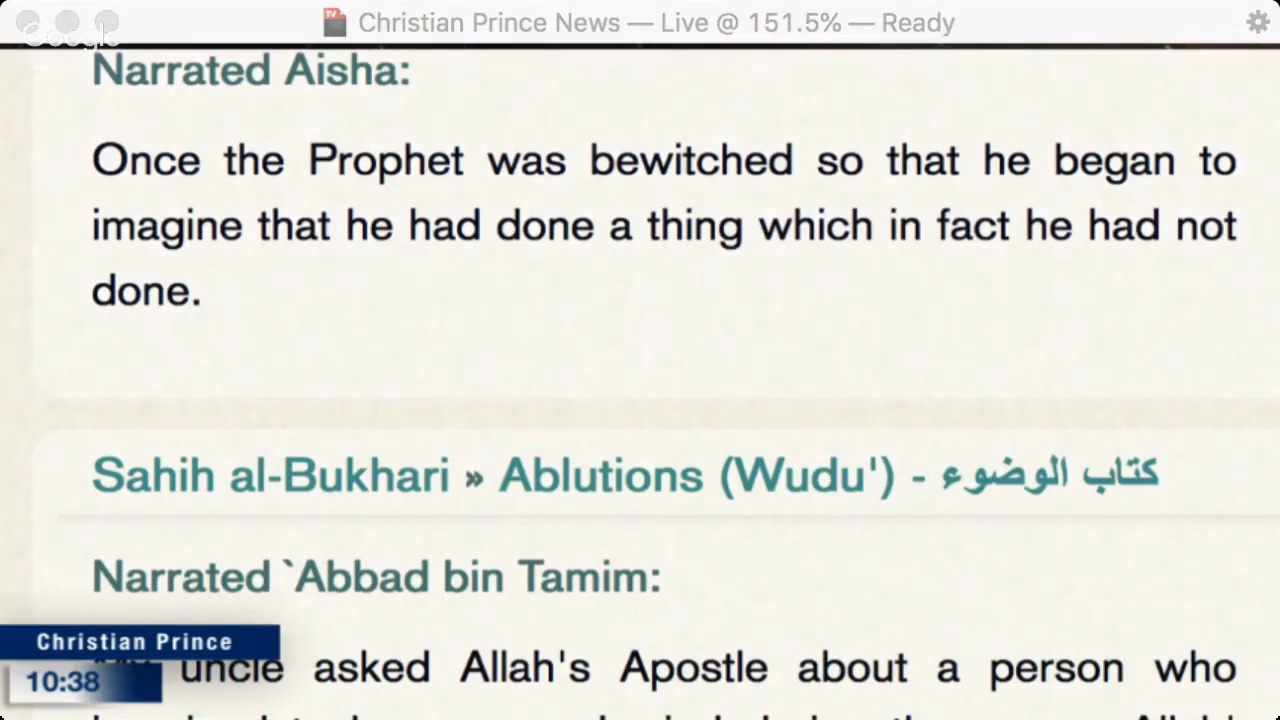 Christian Prince News — Live @ 151.5% — Ready
Google
Narrated Aisha:
Once the Prophet was bewitched so that he began to
imagine that he had done a thing which in fact he had not
done.
Sahih al-Bukhari » Ablutions (Wudu') - كتاب الوضوء
Narrated `Abbad bin Tamim:
uncle asked Allah's Apostle about a person who
Christian Prince
10:38